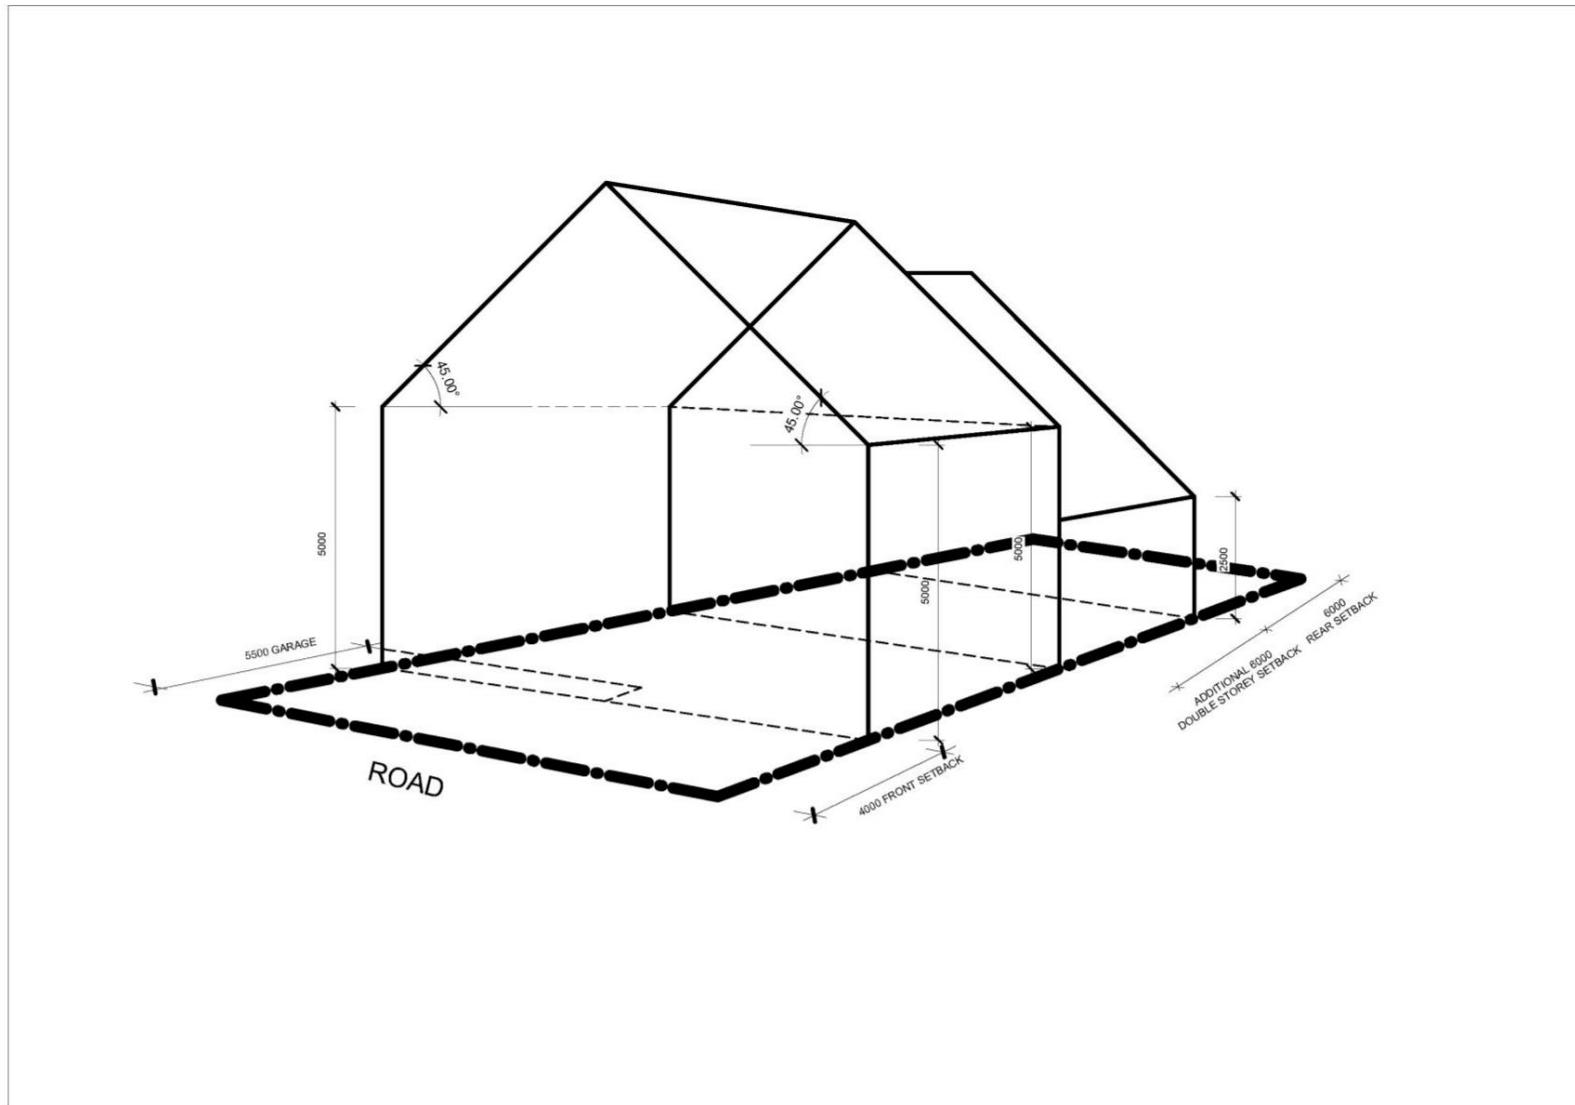 45.00°
45.00°
5000
5000
5000
2500
5500 GARAGE
6000
REAR SETBACK
ADDITIONAL 6000
DOUBLE STOREY SETBACK
4000 FRONT SETBACK
ROAD